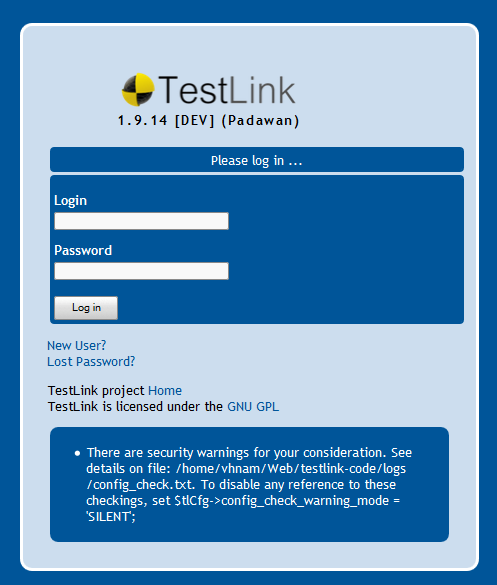 TestLink
1.9.14 [DEV] (Padawan)
Please log in ...
Login
Password
Log in
New User?
Lost Password?
TestLink project Home
TestLink is licensed under the GNU GPL
• There are security warnings for your consideration. See
details on file: /home/vhnam/Web/testlink-code/logs
/config_check.txt. To disable any reference to these
checkings, set $tlCfg->config_check_warning_mode =
'SILENT';